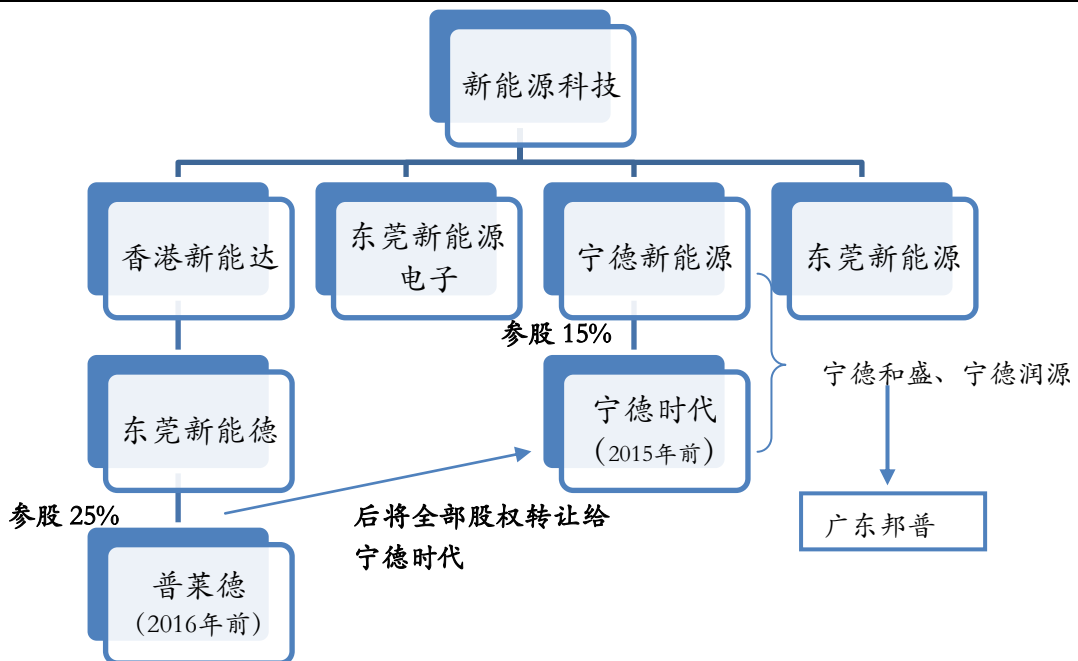 新能源科技
香港新能达
东莞新能源
电子
宁德新能源
东莞新能源
参股 15%
宁德和盛、宁德润源
东莞新能德
宁德时代
（2015年前）
参股 25%
后将全部股权转让给
宁德时代
广东邦普
普莱德
（2016年前）